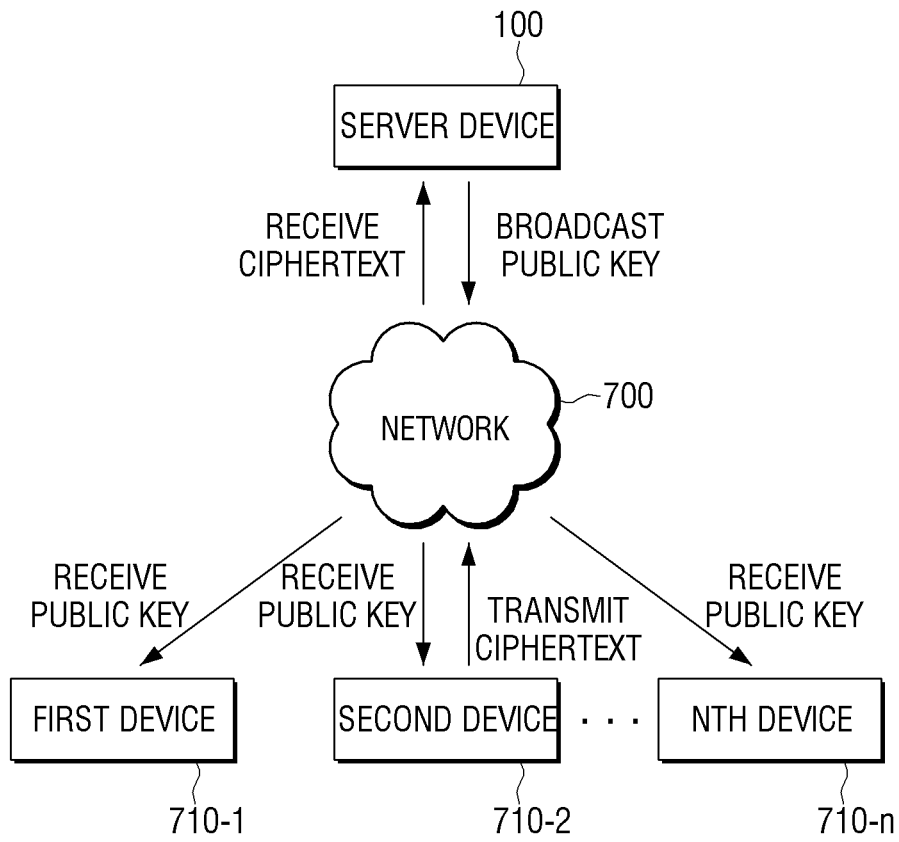 100
SERVER DEVICE
RECEIVE
CIPHERTEXT
BROADCAST
PUBLIC KEY
NETWORK
700
RECEIVE
PUBLIC KEY
RECEIVE
PUBLIC KEY
TRANSMIT
CIPHERTEXT
RECEIVE
PUBLIC KEY
FIRST DEVICE
SECOND DEVICE
. . .
NTH DEVICE
710-1
710-2
710-n